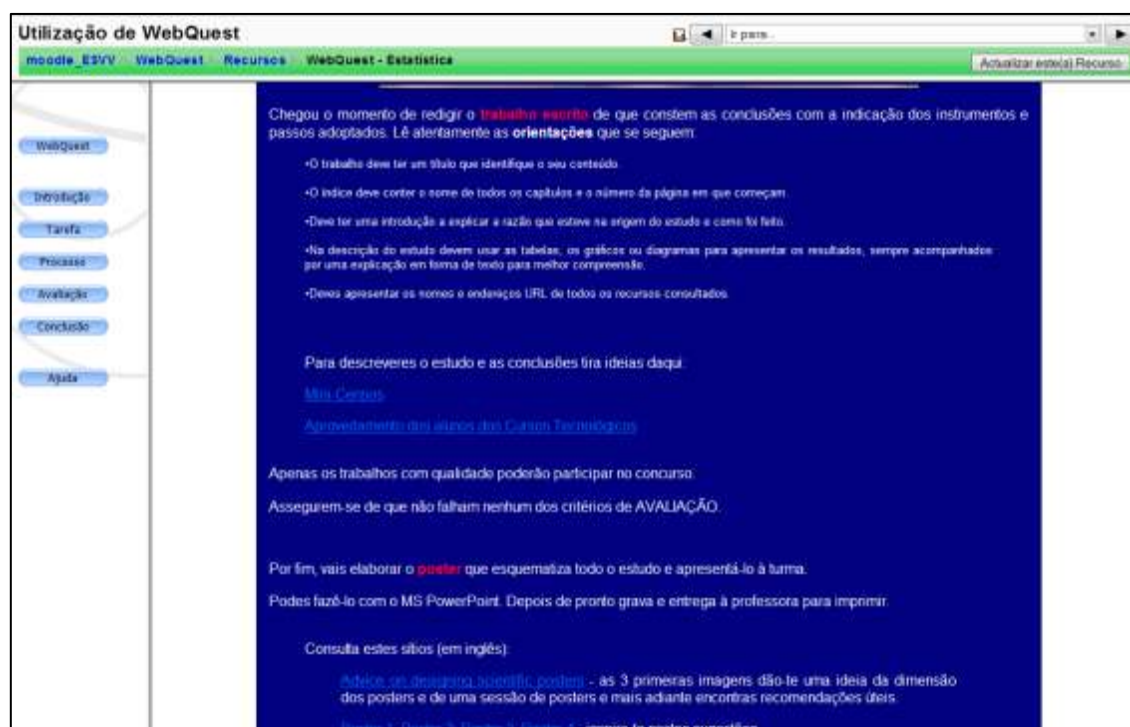 Utilização de WebQuest
Ir para...
moodle_ESVV WebQuest Recursos WebQuest - Estatística
Actualizar este(a) Recurso
WebQuest
Introdução
Tarefa
Processo
Avaliação
Conclusão
Ajuda
Chegou o momento de redigir o trabalho escrito de que constem as conclusões com a indicação dos instrumentos e
passos adoptados. Lê atentamente as orientações que se seguem:
•O trabalho deve ter um título que identifique o seu conteúdo.
•O índice deve conter o nome de todos os capítulos e o número da página em que começam.
•Deve ter uma introdução a explicar a razão que esteve na origem do estudo e como foi feito.
•Na descrição do estudo devem usar as tabelas, os gráficos ou diagramas para apresentar os resultados, sempre acompanhados
por uma explicação em forma de texto para melhor compreensão.
•Deves apresentar os nomes e endereços URL de todos os recursos consultados.
Para descreveres o estudo e as conclusões tira ideias daqui:
Mini Censos
Aproveitamento dos alunos dos Cursos Tecnológicos
Apenas os trabalhos com qualidade poderão participar no concurso.
Assegurem-se de que não falham nenhum dos critérios de AVALIAÇÃO.
Por fim, vais elaborar o poster que esquematiza todo o estudo e apresentá-lo à turma.
Podes fazê-lo com o MS PowerPoint. Depois de pronto grava e entrega à professora para imprimir.
Consulta estes sítios (em inglês):
Advice on designing scientific posters - as 3 primeiras imagens dão-te uma ideia da dimensão
dos posters e de uma sessão de posters e mais adiante encontras recomendações úteis.